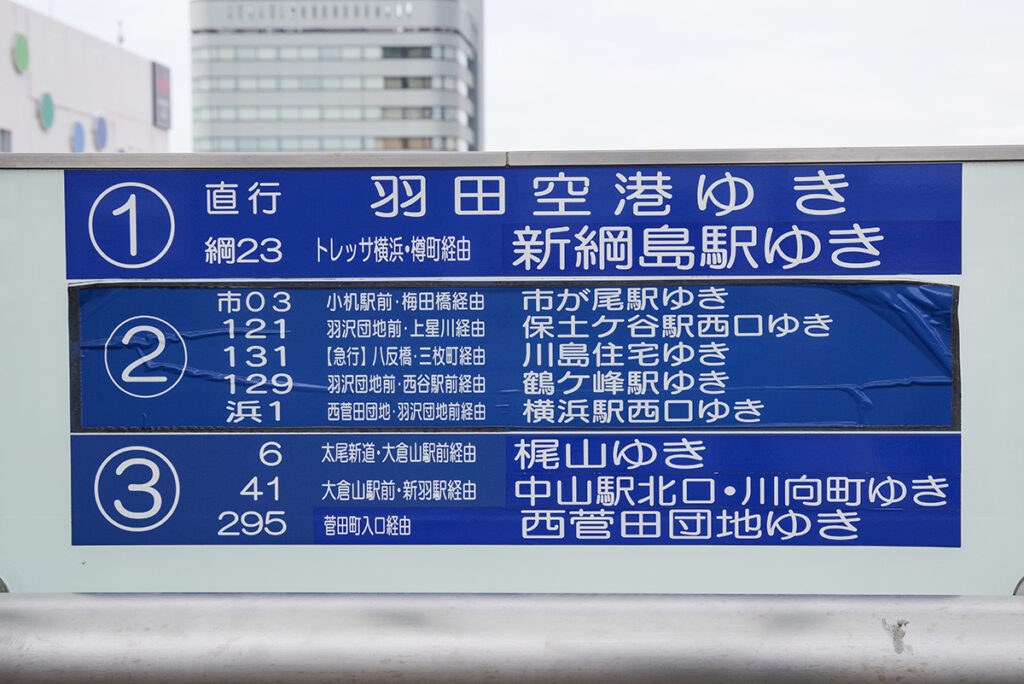 ① 直行 羽田空港ゆき
綱23 トレッサ横浜・樽町経由 新綱島駅ゆき
② 市03 小机駅前・梅田橋経由 市が尾駅ゆき
121 羽沢団地前・上星川経由 保土ケ谷駅西口ゆき
131 【急行】八反橋・三枚町経由 川島住宅ゆき
129 羽沢団地前・西谷駅前経由 鶴ケ峰駅ゆき
浜1 西菅田団地・羽沢団地前経由 横浜駅西口ゆき
③ 6 太尾新道・大倉山駅前経由 梶山ゆき
41 大倉山駅前・新羽駅経由 中山駅北口・川向町ゆき
295 菅田町入口経由 西菅田団地ゆき